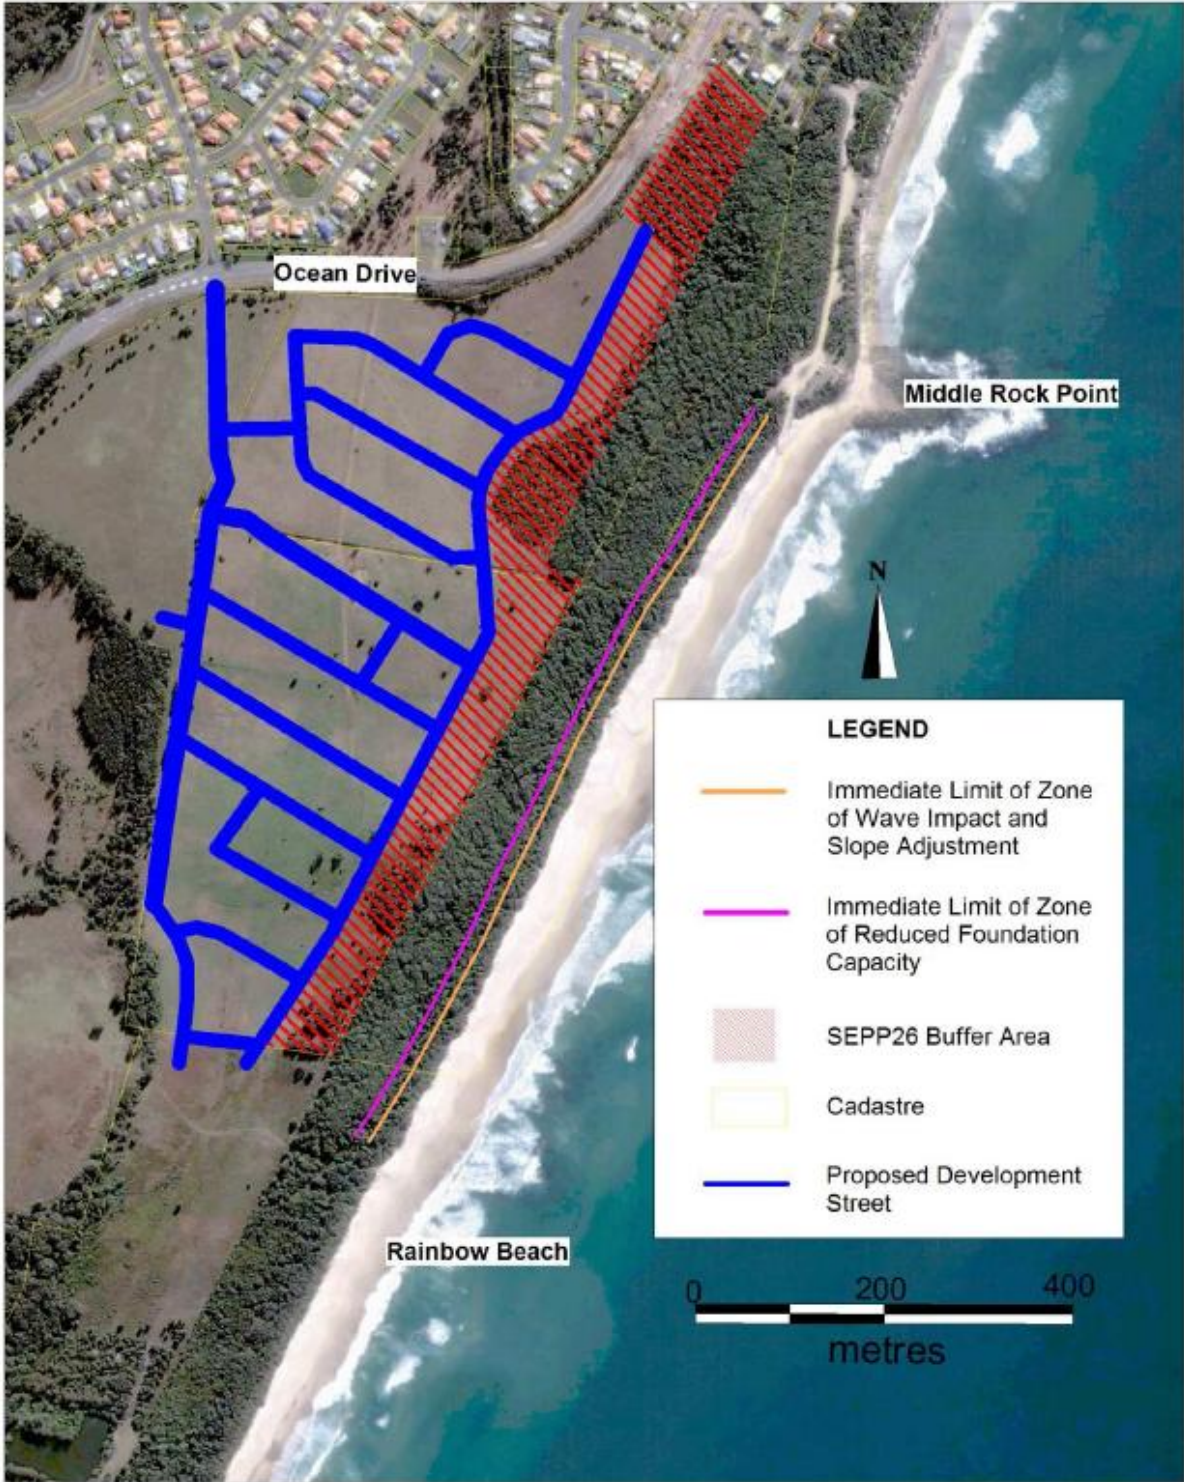 Ocean Drive
Middle Rock Point
N
LEGEND
Immediate Limit of Zone
of Wave Impact and
Slope Adjustment
Immediate Limit of Zone
of Reduced Foundation
Capacity
SEPP26 Buffer Area
Cadastre
Proposed Development
Street
Rainbow Beach
0 200 400
metres